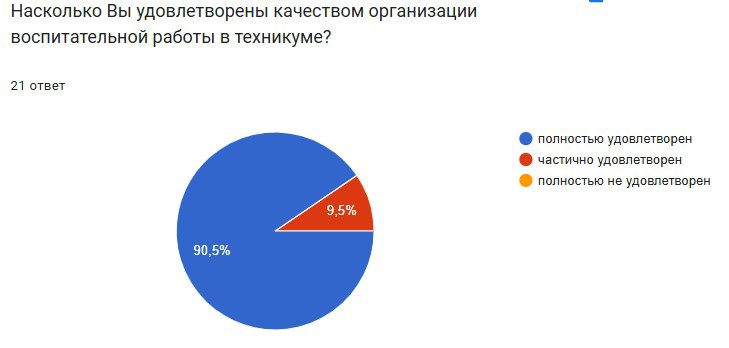 Насколько Вы удовлетворены качеством организации
воспитательной работы в техникуме?
21 ответ
полностью удовлетворен
частично удовлетворен
полностью не удовлетворен
9,5%
90,5%